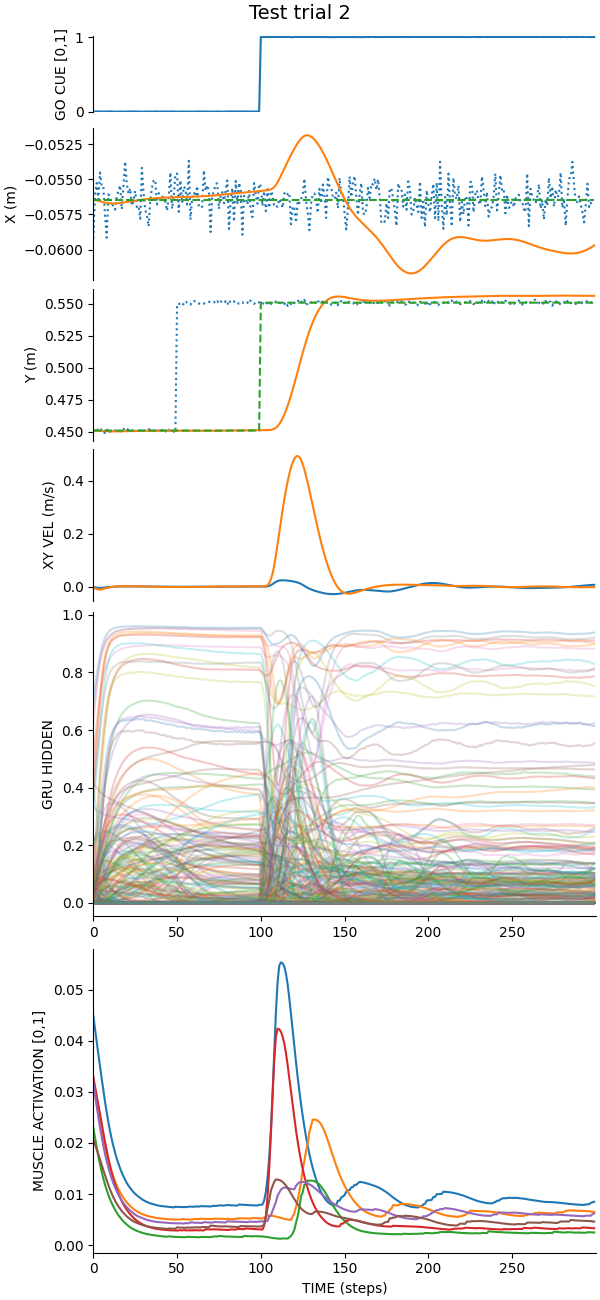 Test trial 2
GO CUE [0,1]
1
0
X (m)
−0.0525
−0.0550
−0.0575
−0.0600
Y (m)
0.550
0.525
0.500
0.475
0.450
XY VEL (m/s)
0.4
0.2
0.0
GRU HIDDEN
1.0
0.8
0.6
0.4
0.2
0.0
0 50 100 150 200 250
MUSCLE ACTIVATION [0,1]
0.05
0.04
0.03
0.02
0.01
0.00
0 50 100 150 200 250
TIME (steps)